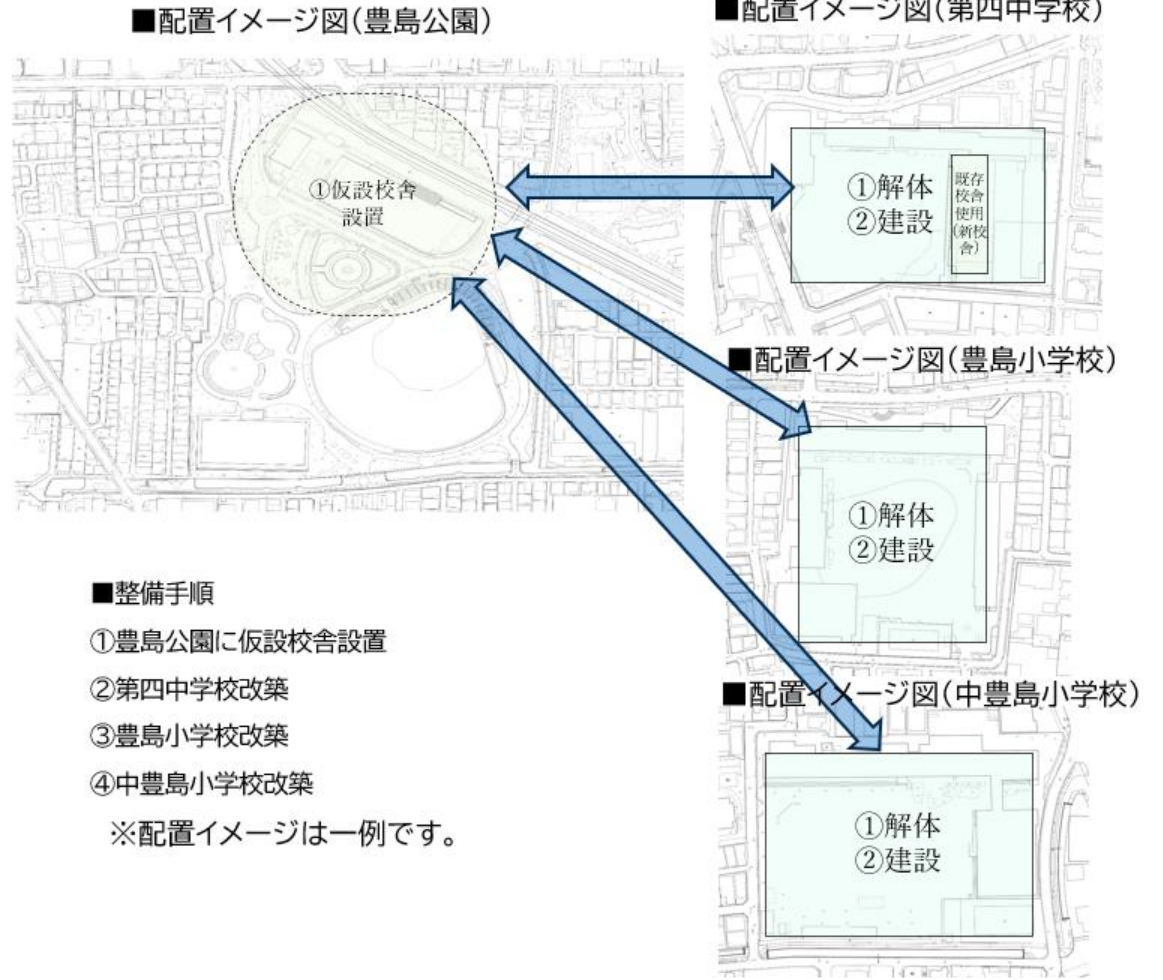 ■配置イメージ図(豊島公園)
①仮設校舎
設置
■配置イメージ図(第四中学校)
①解体
②建設
既存
校舎
使用
(新校
舎)
■配置イメージ図(豊島小学校)
①解体
②建設
■配置イメージ図(中豊島小学校)
①解体
②建設
■整備手順
①豊島公園に仮設校舎設置
②第四中学校改築
③豊島小学校改築
④中豊島小学校改築
※配置イメージは一例です。